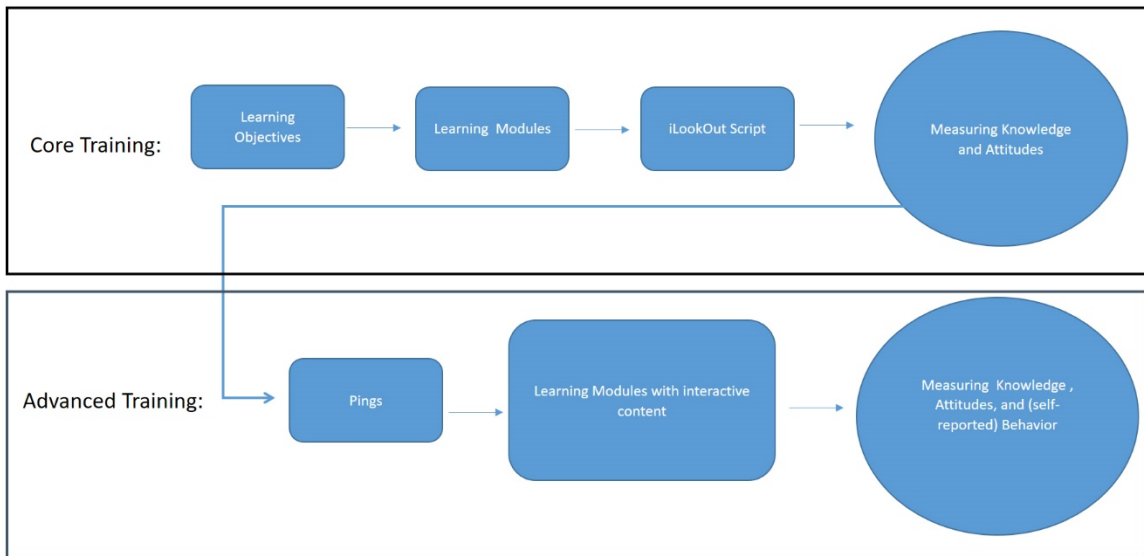 Core Training:
Learning
Objectives
Learning Modules
iLookOut Script
Measuring Knowledge
and Attitudes
Advanced Training:
Pings
Learning Modules with interactive
content
Measuring Knowledge ,
Attitudes, and (self-
reported) Behavior